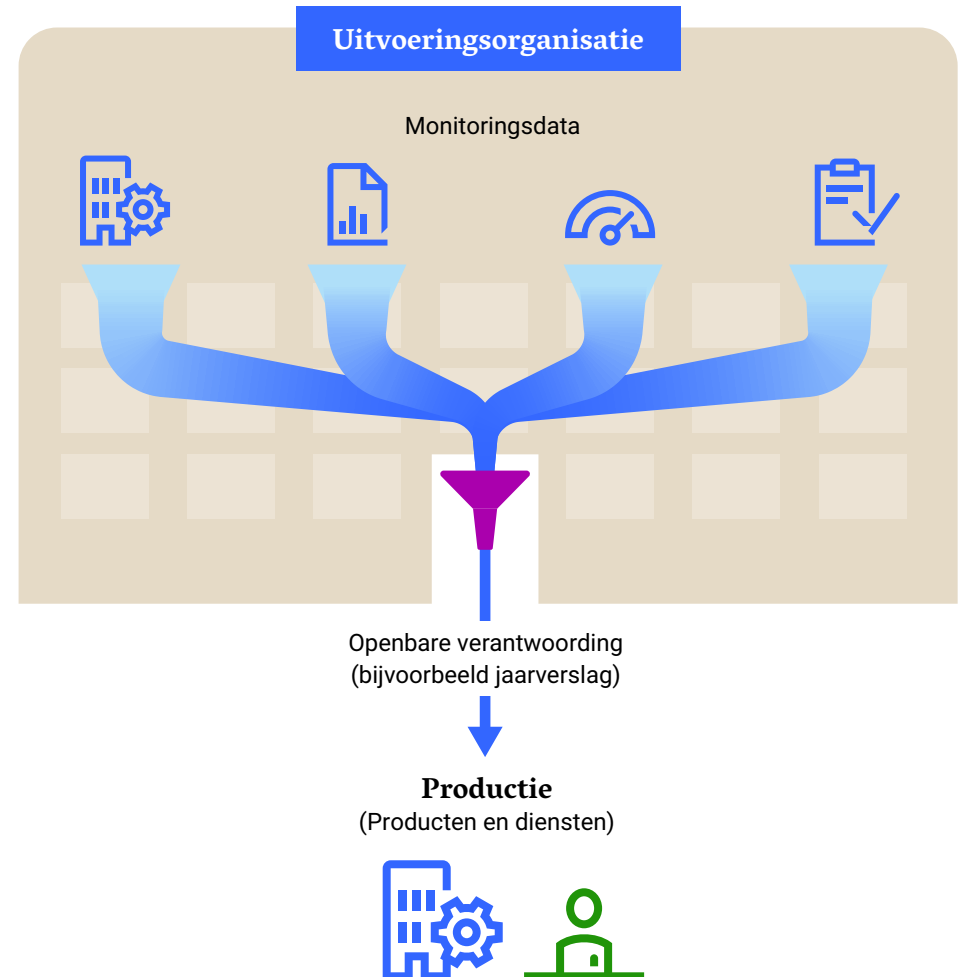 Uitvoeringsorganisatie
Monitoringsdata
Openbare verantwoording
(bijvoorbeeld jaarverslag)
Productie
(Producten en diensten)